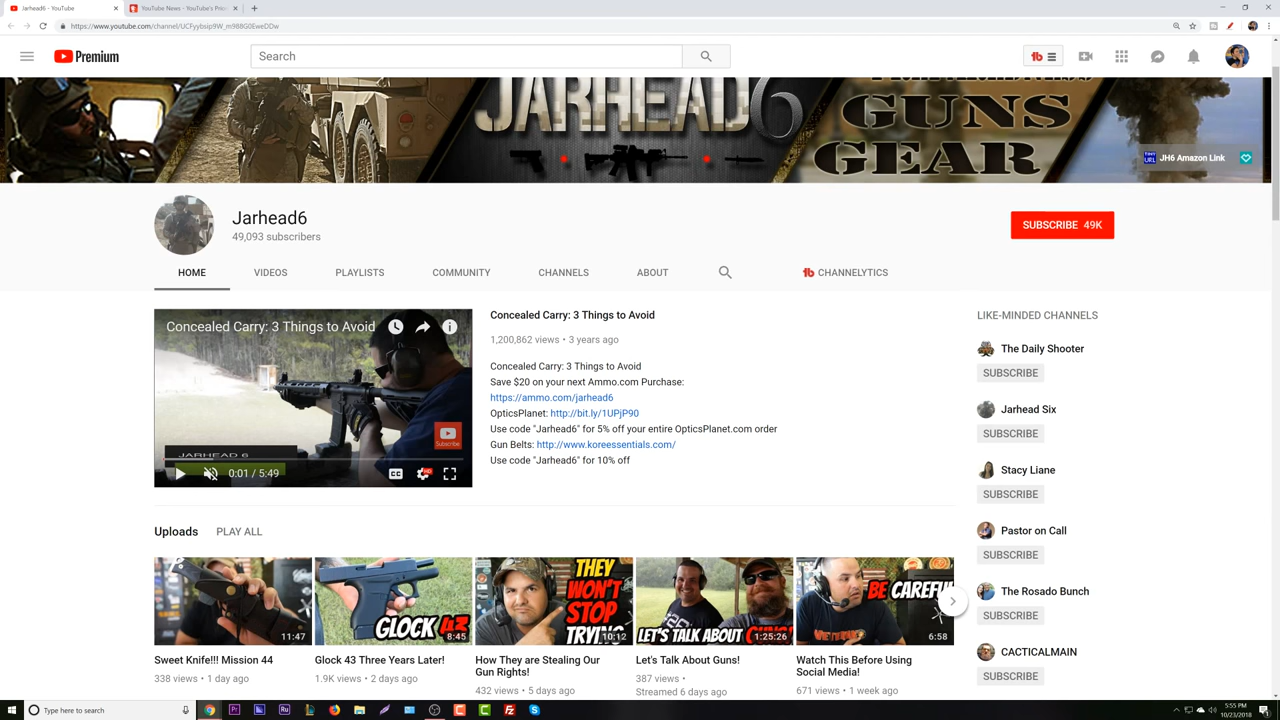 Jarhead6 - YouTube
YouTube News - YouTube's Prior
https://www.youtube.com/channel/UCFyybsip9W_m988G0EweDDw
Premium
Search
JARHEAD6
GUNS
GEAR
JH6 Amazon Link
Jarhead6
49,093 subscribers
SUBSCRIBE 49K
HOME VIDEOS PLAYLISTS COMMUNITY CHANNELS ABOUT CHANNELYTICS
Concealed Carry: 3 Things to Avoid
JARHEAD 6
Subscribe
0:01 / 5:49
CC
HD
Concealed Carry: 3 Things to Avoid
1,200,862 views • 3 years ago
Concealed Carry: 3 Things to Avoid
Save $20 on your next Ammo.com Purchase:
https://ammo.com/jarhead6
OpticsPlanet: http://bit.ly/1UPjP90
Use code "Jarhead6" for 5% off your entire OpticsPlanet.com order
Gun Belts: http://www.koreessentials.com/
Use code "Jarhead6" for 10% off
LIKE-MINDED CHANNELS
The Daily Shooter
SUBSCRIBE
Jarhead Six
SUBSCRIBE
Stacy Liane
SUBSCRIBE
Pastor on Call
SUBSCRIBE
The Rosado Bunch
SUBSCRIBE
CACTICALMAIN
SUBSCRIBE
Uploads PLAY ALL
11:47
Sweet Knife!!! Mission 44
338 views • 1 day ago
GLOCK 43
8:45
Glock 43 Three Years Later!
1.9K views • 2 days ago
THEY
WON'T
STOP
TRYING
10:12
How They are Stealing Our
Gun Rights!
432 views • 5 days ago
LET'S TALK ABOUT GUNS!
1:25:26
Let's Talk About Guns!
387 views •
Streamed 6 days ago
BE CAREFUL
6:58
Watch This Before Using
Social Media!
671 views • 1 week ago
Type here to search
5:55 PM
10/23/2018